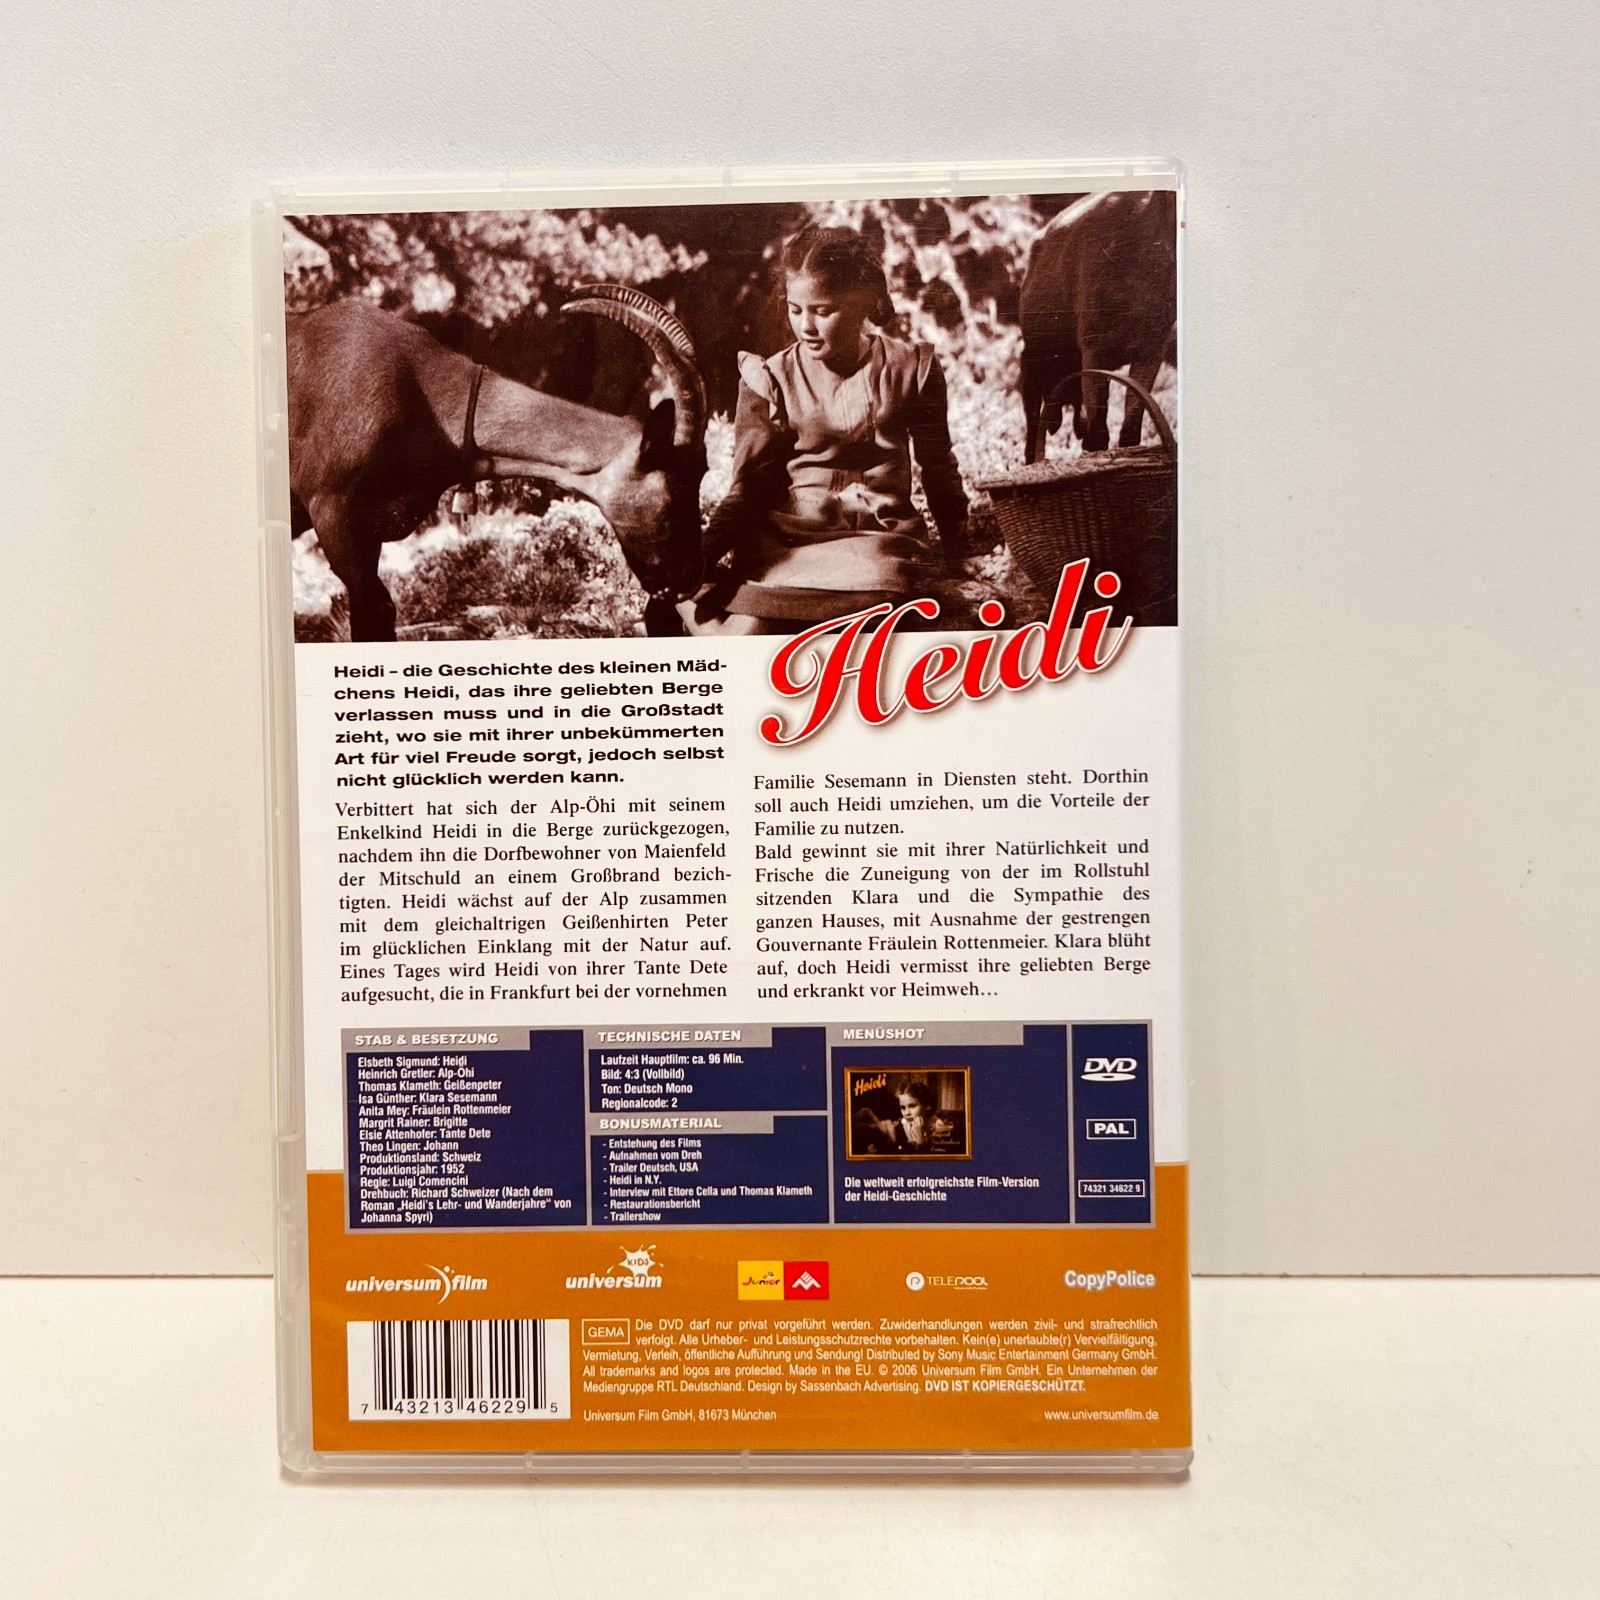 Heidi
Heidi – die Geschichte des kleinen Mäd-
chens Heidi, das ihre geliebten Berge
verlassen muss und in die Großstadt
zieht, wo sie mit ihrer unbekümmerten
Art für viel Freude sorgt, jedoch selbst
nicht glücklich werden kann.
Verbittert hat sich der Alp-Öhi mit seinem
Enkelkind Heidi in die Berge zurückgezogen,
nachdem ihn die Dorfbewohner von Maienfeld
der Mitschuld an einem Großbrand bezich-
tigten. Heidi wächst auf der Alp zusammen
mit dem gleichaltrigen Geißenhirten Peter
im glücklichen Einklang mit der Natur auf.
Eines Tages wird Heidi von ihrer Tante Dete
aufgesucht, die in Frankfurt bei der vornehmen
Familie Sesemann in Diensten steht. Dorthin
soll auch Heidi umziehen, um die Vorteile der
Familie zu nutzen.
Bald gewinnt sie mit ihrer Natürlichkeit und
Frische die Zuneigung von der im Rollstuhl
sitzenden Klara und die Sympathie des
ganzen Hauses, mit Ausnahme der gestrengen
Gouvernante Fräulein Rottenmeier. Klara blüht
auf, doch Heidi vermisst ihre geliebten Berge
und erkrankt vor Heimweh...
STAB & BESETZUNG
Elsbeth Sigmund: Heidi
Heinrich Gretler: Alp-Öhi
Thomas Klameth: Geißenpeter
Isa Günther: Klara Sesemann
Anita Mey: Fräulein Rottenmeier
Margrit Rainer: Brigitte
Elsie Attenhofer: Tante Dete
Theo Lingen: Johann
Produktionsland: Schweiz
Produktionsjahr: 1952
Regie: Luigi Comencini
Drehbuch: Richard Schweizer (Nach dem
Roman „Heidi's Lehr- und Wanderjahre" von
Johanna Spyri)
TECHNISCHE DATEN
Laufzeit Hauptfilm: ca. 96 Min.
Bild: 4:3 (Vollbild)
Ton: Deutsch Mono
Regionalcode: 2
BONUSMATERIAL
- Entstehung des Films
- Aufnahmen vom Dreh
- Trailer Deutsch, USA
- Heidi in N.Y.
- Interview mit Ettore Cella und Thomas Klameth
- Restaurationsbericht
- Trailershow
MENÜSHOT
Heidi
Die weltweit erfolgreichste Film-Version
der Heidi-Geschichte
DVD
PAL
74321 34622 9
universum film
KIDS
universum
Junior
TELEPOOL
CopyPolice
7 43213 46229 5
GEMA
Die DVD darf nur privat vorgeführt werden. Zuwiderhandlungen werden zivil- und strafrechtlich
verfolgt. Alle Urheber- und Leistungsschutzrechte vorbehalten. Kein(e) unerlaubte(r) Vervielfältigung,
Vermietung, Verleih, öffentliche Aufführung und Sendung! Distributed by Sony Music Entertainment Germany GmbH.
All trademarks and logos are protected. Made in the EU. © 2006 Universum Film GmbH. Ein Unternehmen der
Mediengruppe RTL Deutschland. Design by Sassenbach Advertising. DVD IST KOPIERGESCHÜTZT.
Universum Film GmbH, 81673 München
www.universumfilm.de